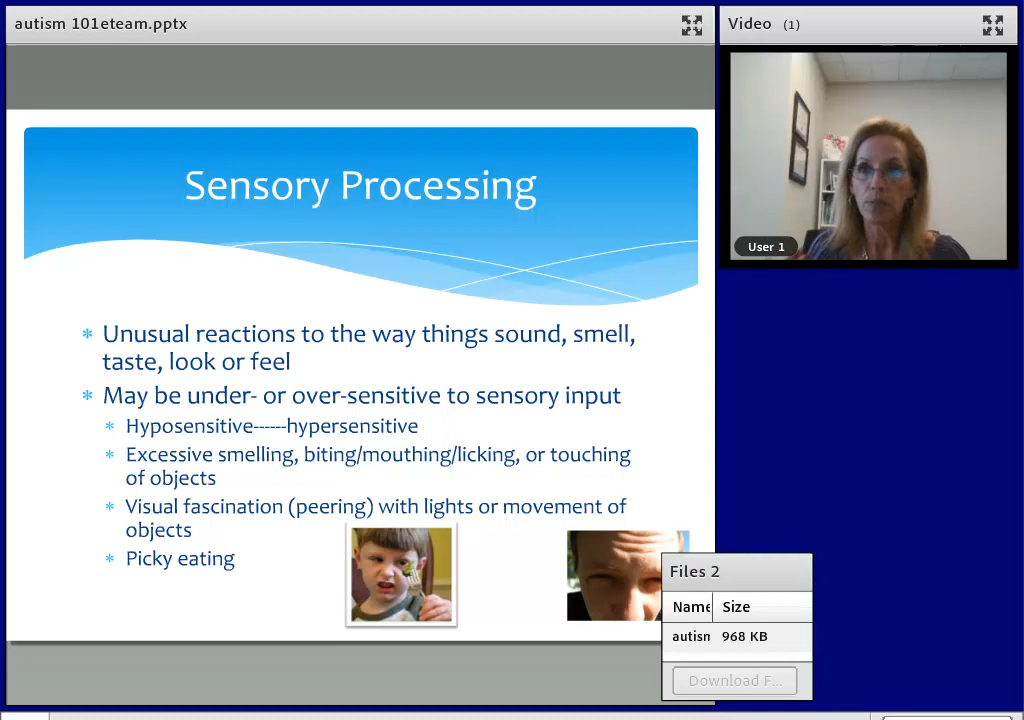 autism 101eteam.pptx
Video (1)
User 1
Sensory Processing
* Unusual reactions to the way things sound, smell,
taste, look or feel
* May be under- or over-sensitive to sensory input
* Hyposensitive------hypersensitive
* Excessive smelling, biting/mouthing/licking, or touching
of objects
* Visual fascination (peering) with lights or movement of
objects
* Picky eating
Files 2
Name Size
autism 968 KB
Download F...